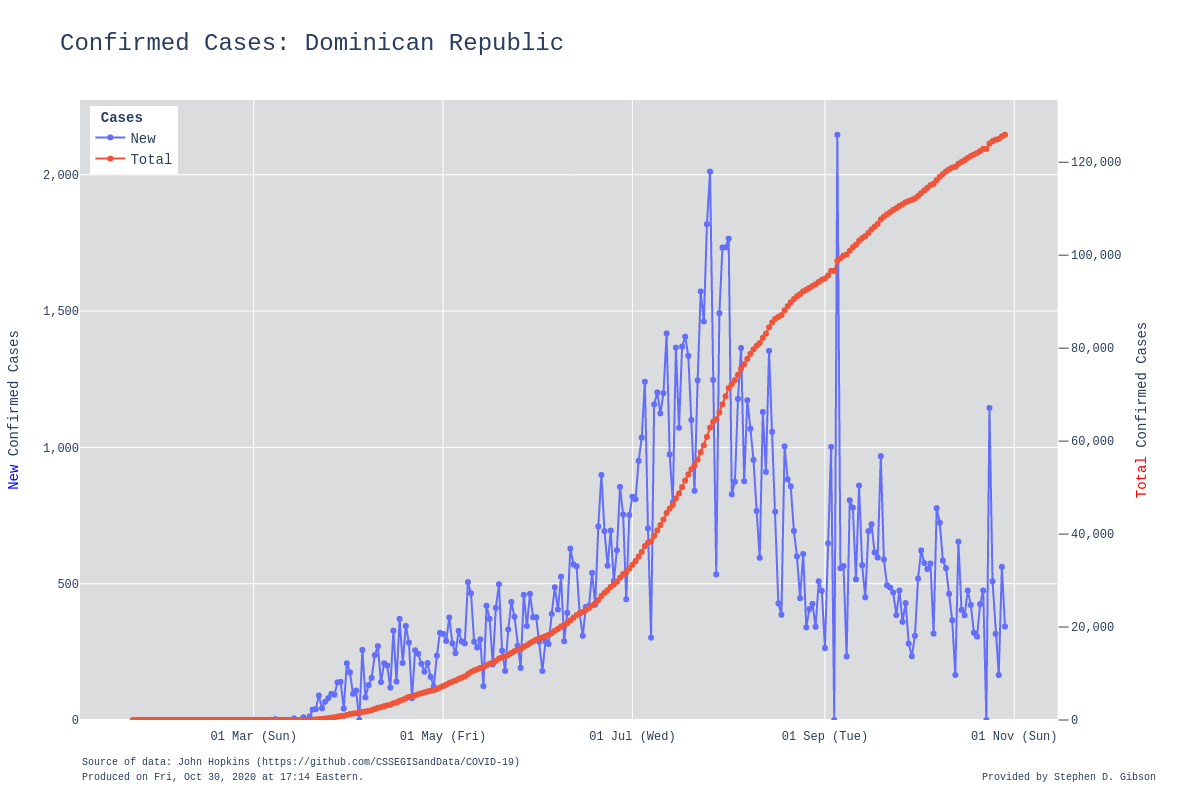 Confirmed Cases: Dominican Republic
Cases
New
Total
2,000
1,500
1,000
500
0
120,000
100,000
80,000
60,000
40,000
20,000
0
New Confirmed Cases
Total Confirmed Cases
01 Mar (Sun)
01 May (Fri)
01 Jul (Wed)
01 Sep (Tue)
01 Nov (Sun)
Source of data: John Hopkins (https://github.com/CSSEGISandData/COVID-19)
Produced on Fri, Oct 30, 2020 at 17:14 Eastern.
Provided by Stephen D. Gibson